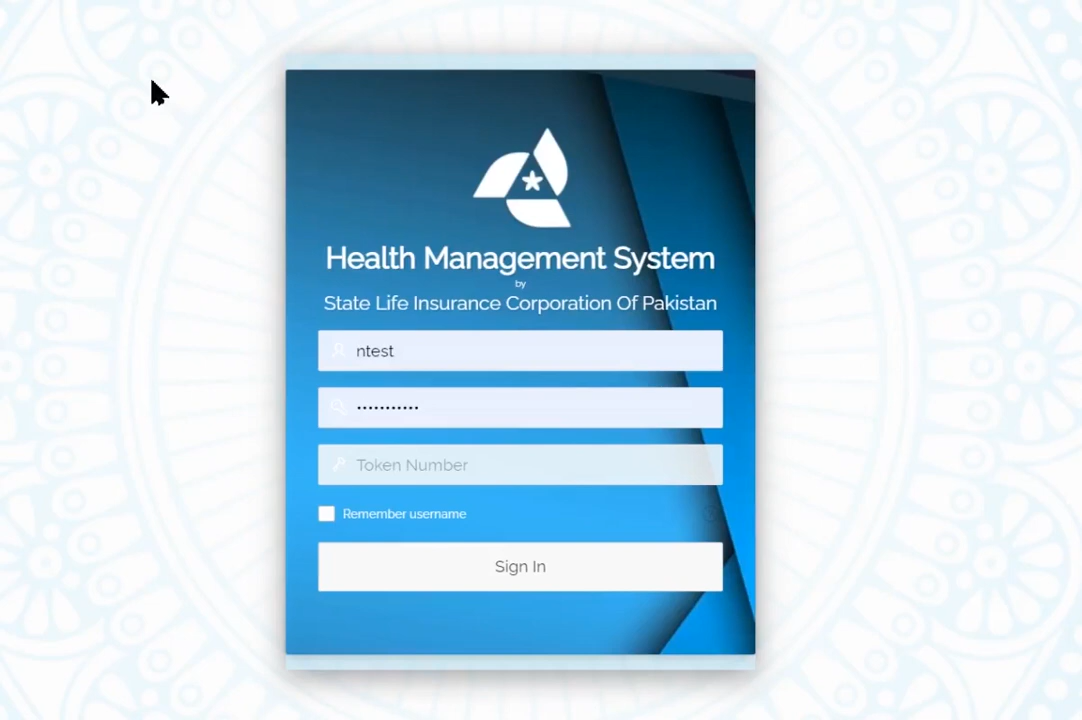 Health Management System
by
State Life Insurance Corporation Of Pakistan
ntest
•••••••••••
Token Number
Remember username
Sign In